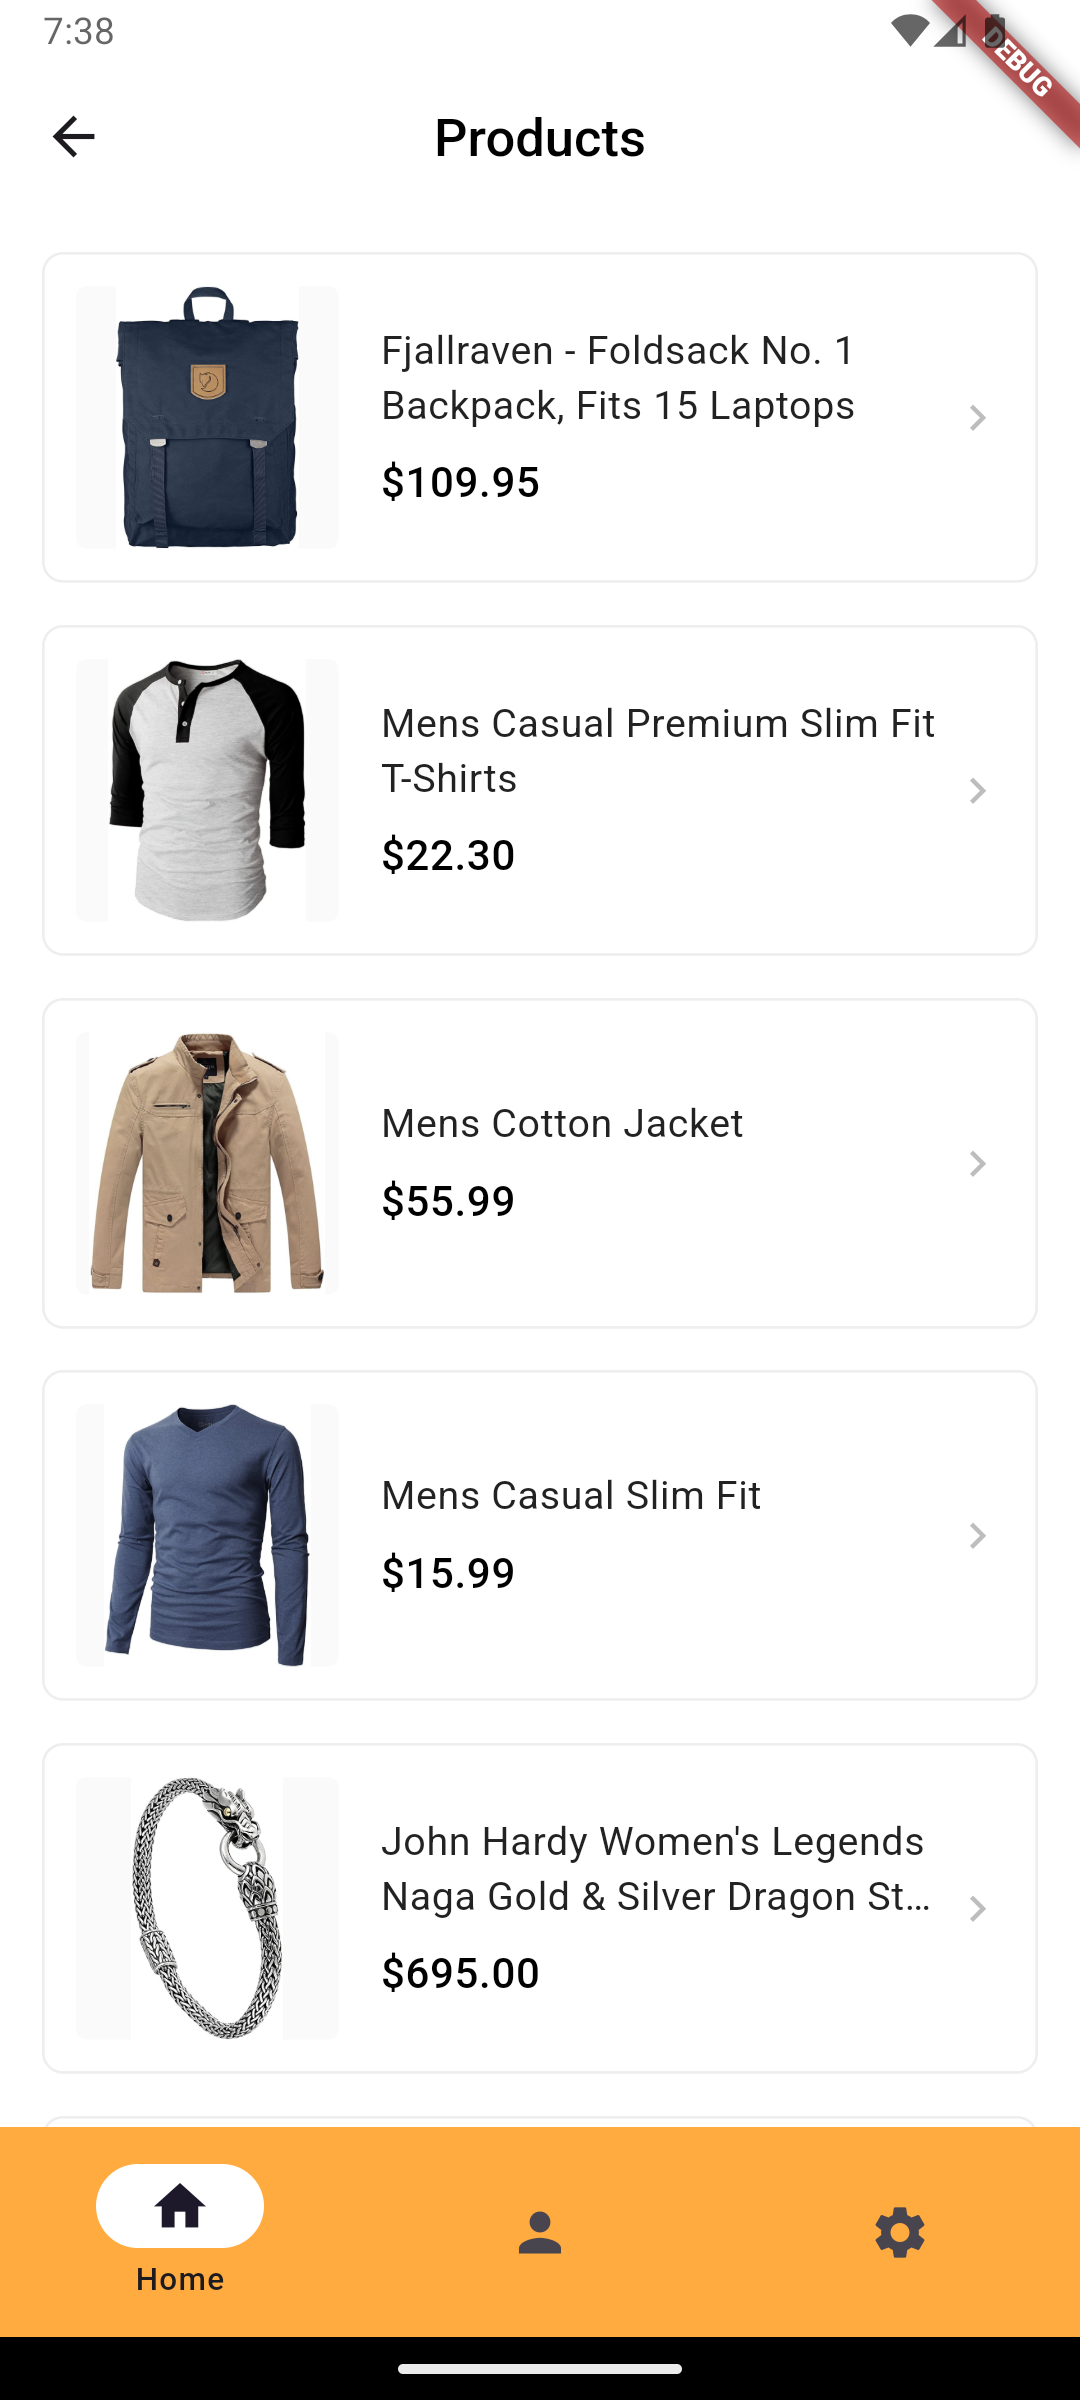 7:38
DEBUG
Products
Fjallraven - Foldsack No. 1
Backpack, Fits 15 Laptops
$109.95
Mens Casual Premium Slim Fit
T-Shirts
$22.30
Mens Cotton Jacket
$55.99
Mens Casual Slim Fit
$15.99
John Hardy Women's Legends
Naga Gold & Silver Dragon St...
$695.00
Home